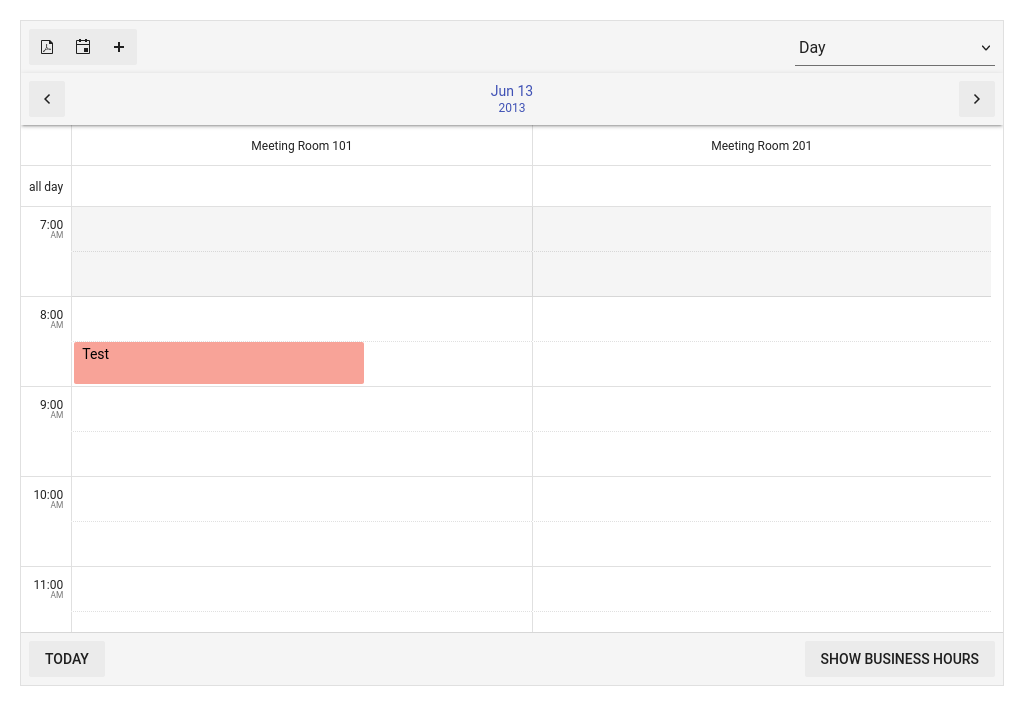 Day
Jun 13
2013
Meeting Room 101
Meeting Room 201
all day
7:00
AM
8:00
AM
Test
9:00
AM
10:00
AM
11:00
AM
TODAY
SHOW BUSINESS HOURS